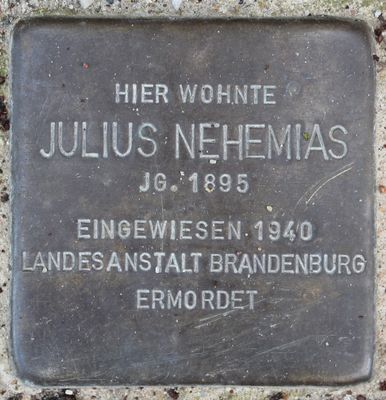 HIER WOHNTE
JULIUS NEHEMIAS
JG. 1895
EINGEWIESEN 1940
LANDESANSTALT BRANDENBURG
ERMORDET